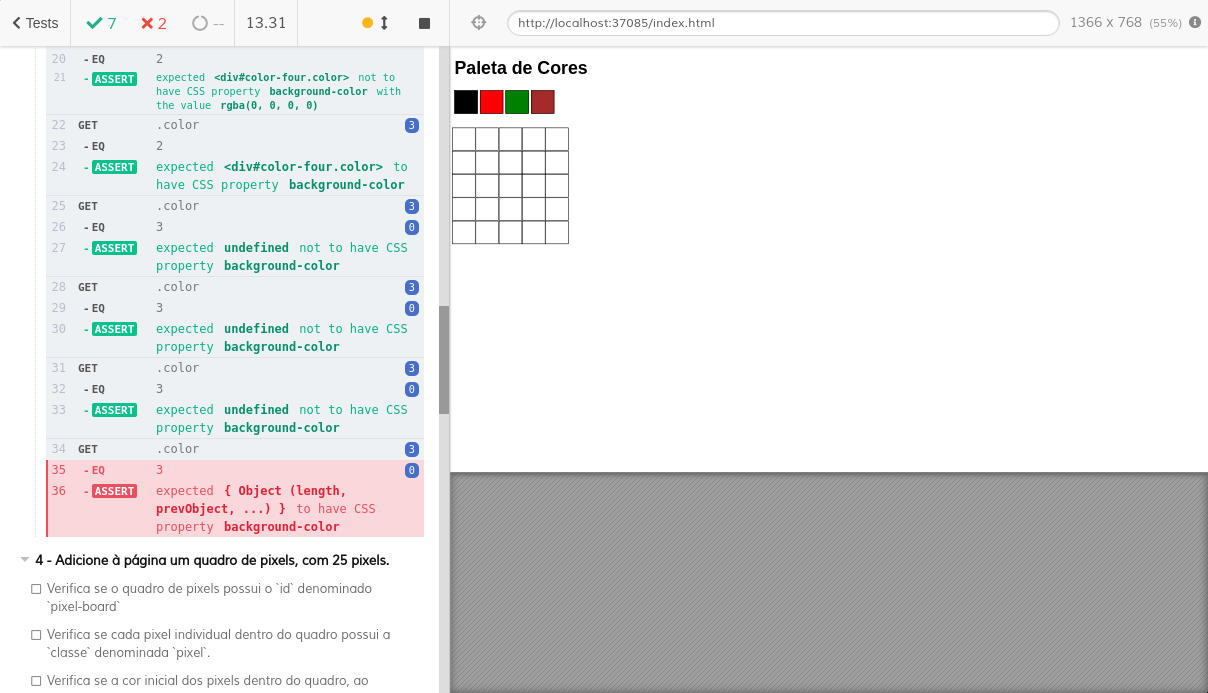 Tests 7 2 -- 13.31 http://localhost:37085/index.html 1366 x 768 (55%)
20 - EQ 2
21 - ASSERT expected <div#color-four.color> not to
have CSS property background-color with
the value rgba(0, 0, 0, 0)
22 GET .color 3
23 - EQ 2
24 - ASSERT expected <div#color-four.color> to
have CSS property background-color
25 GET .color 3
26 - EQ 3 0
27 - ASSERT expected undefined not to have CSS
property background-color
28 GET .color 3
29 - EQ 3 0
30 - ASSERT expected undefined not to have CSS
property background-color
31 GET .color 3
32 - EQ 3 0
33 - ASSERT expected undefined not to have CSS
property background-color
34 GET .color 3
35 - EQ 3 0
36 - ASSERT expected { Object (length,
prevObject, ...) } to have CSS
property background-color
4 - Adicione à página um quadro de pixels, com 25 pixels.
Verifica se o quadro de pixels possui o `id` denominado
`pixel-board`
Verifica se cada pixel individual dentro do quadro possui a
`classe` denominada `pixel`.
Verifica se a cor inicial dos pixels dentro do quadro, ao
Paleta de Cores